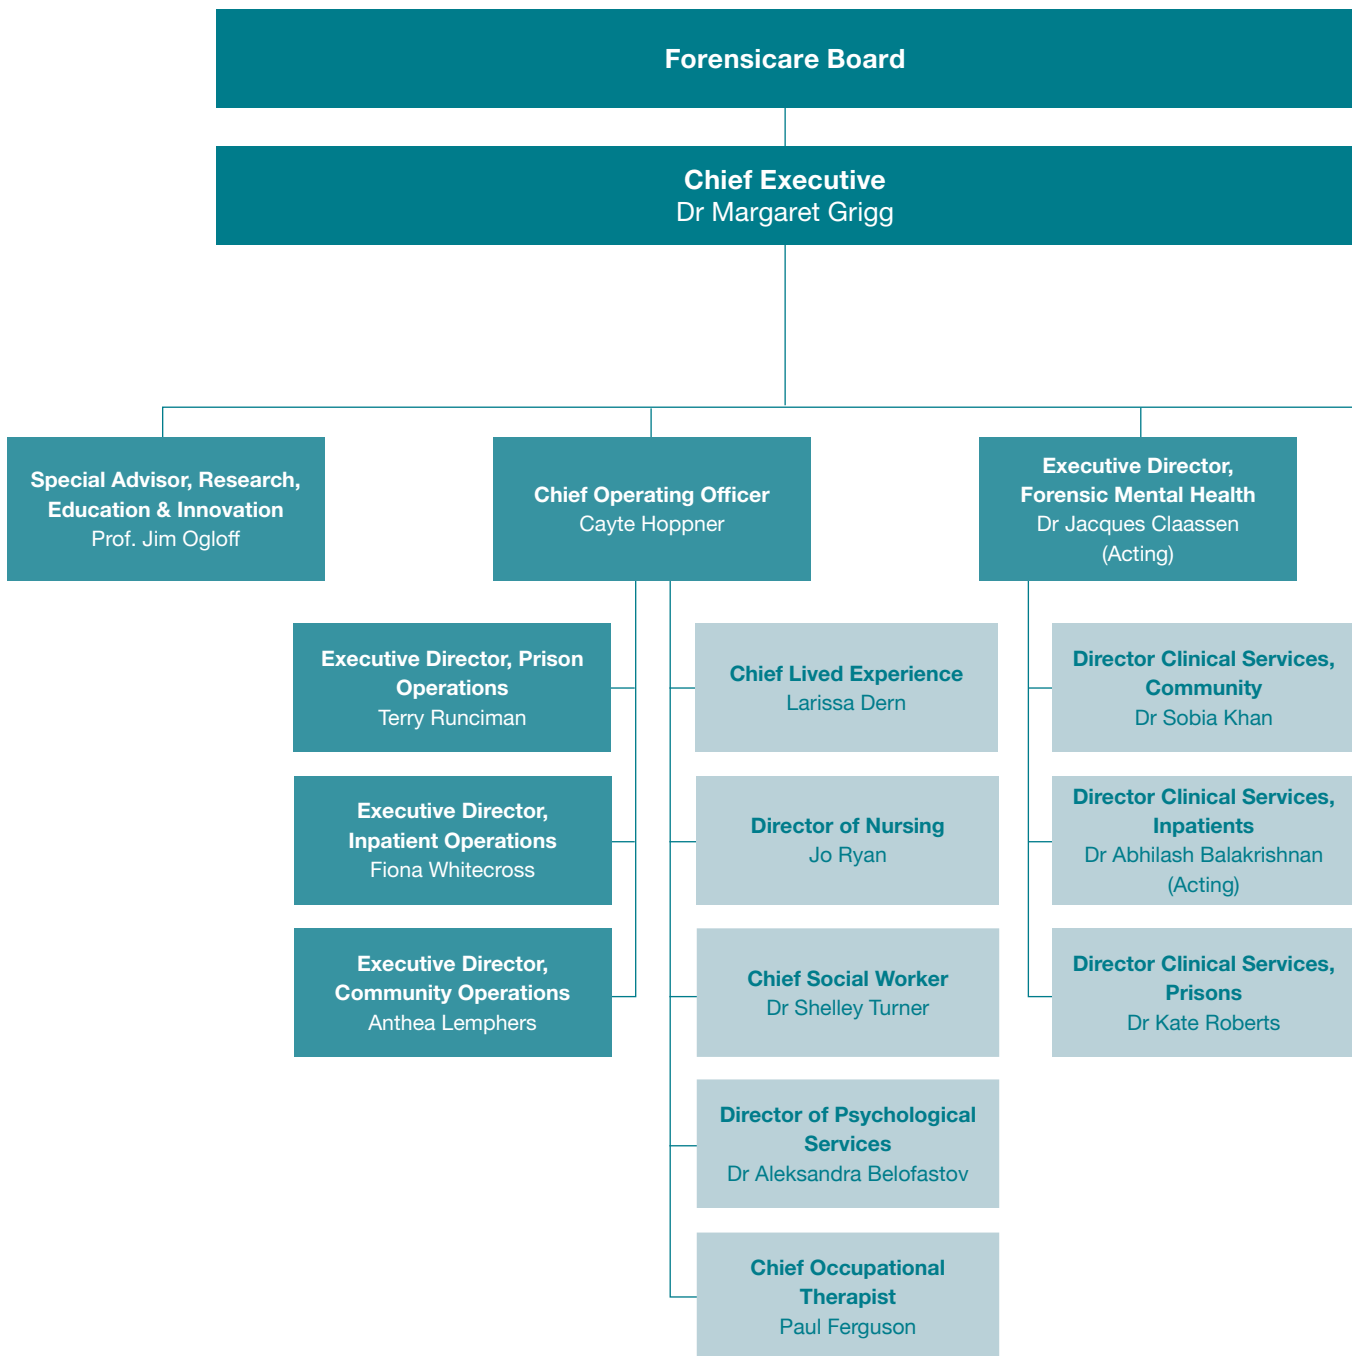 Forensicare Board
Chief Executive
Dr Margaret Grigg
Special Advisor, Research,
Education & Innovation
Prof. Jim Ogloff
Chief Operating Officer
Cayte Hoppner
Executive Director,
Forensic Mental Health
Dr Jacques Claassen
(Acting)
Executive Director, Prison
Operations
Terry Runciman
Executive Director,
Inpatient Operations
Fiona Whitecross
Executive Director,
Community Operations
Anthea Lemphers
Chief Lived Experience
Larissa Dern
Director of Nursing
Jo Ryan
Chief Social Worker
Dr Shelley Turner
Director of Psychological
Services
Dr Aleksandra Belofastov
Chief Occupational
Therapist
Paul Ferguson
Director Clinical Services,
Community
Dr Sobia Khan
Director Clinical Services,
Inpatients
Dr Abhilash Balakrishnan
(Acting)
Director Clinical Services,
Prisons
Dr Kate Roberts